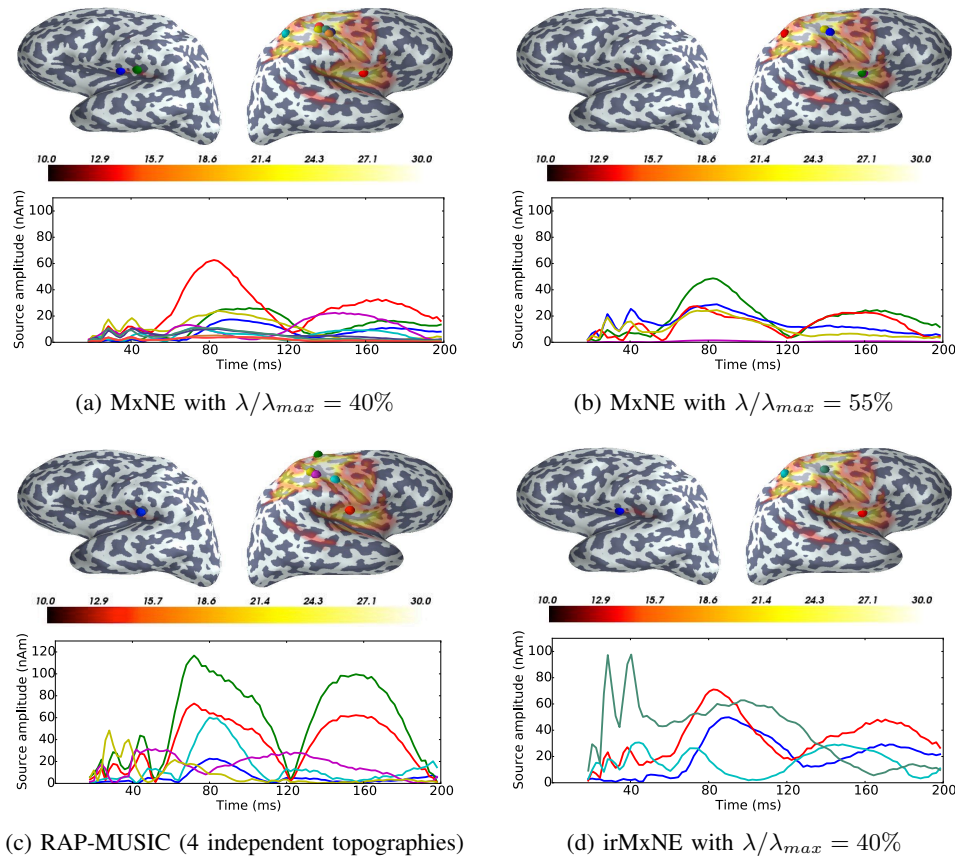 10.0 12.9 15.7 18.6 21.4 24.3 27.1 30.0
Source amplitude (nAm)
100
80
60
40
20
0
40 80 120 160 200
Time (ms)
(a) MxNE with λ/λmax = 40%
10.0 12.9 15.7 18.6 21.4 24.3 27.1 30.0
Source amplitude (nAm)
100
80
60
40
20
0
40 80 120 160 200
Time (ms)
(b) MxNE with λ/λmax = 55%
10.0 12.9 15.7 18.6 21.4 24.3 27.1 30.0
Source amplitude (nAm)
120
100
80
60
40
20
0
40 80 120 160 200
Time (ms)
(c) RAP-MUSIC (4 independent topographies)
10.0 12.9 15.7 18.6 21.4 24.3 27.1 30.0
Source amplitude (nAm)
100
80
60
40
20
0
40 80 120 160 200
Time (ms)
(d) irMxNE with λ/λmax = 40%